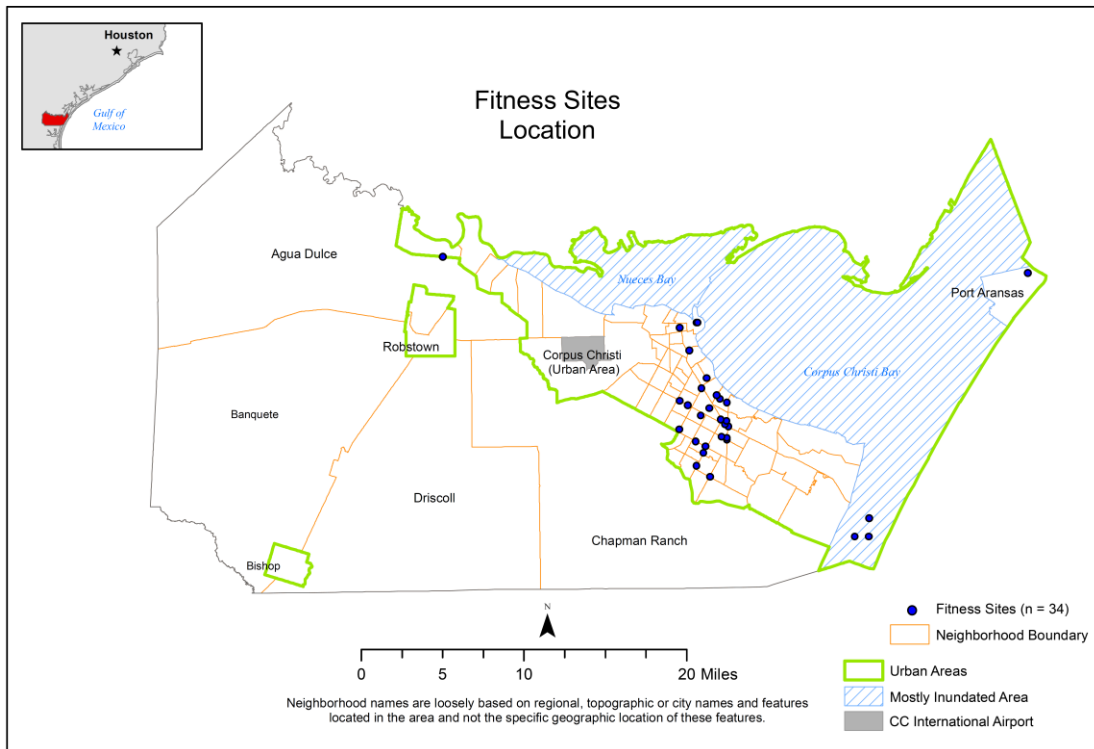 Houston
Gulf of
Mexico
Fitness Sites
Location
Agua Dulce
Nueces Bay
Port Aransas
Robstown
Corpus Christi
(Urban Area)
Corpus Christi Bay
Banquete
Driscoll
Chapman Ranch
Bishop
N
Fitness Sites (n = 34)
Neighborhood Boundary
Urban Areas
Mostly Inundated Area
CC International Airport
0 5 10 20 Miles
Neighborhood names are loosely based on regional, topographic or city names and features
located in the area and not the specific geographic location of these features.